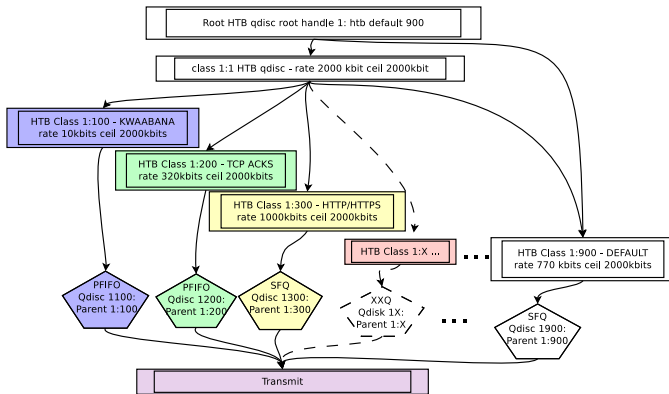 Root HTB qdisc root handle 1: htb default 900
class 1:1 HTB qdisc - rate 2000 kbit ceil 2000kbit
HTB Class 1:100 - KWAABANA
rate 10kbits ceil 2000kbits
HTB Class 1:200 - TCP ACKS
rate 320kbits ceil 2000kbits
HTB Class 1:300 - HTTP/HTTPS
rate 1000kbits ceil 2000kbits
HTB Class 1:X ...
HTB Class 1:900 - DEFAULT
rate 770 kbits ceil 2000kbits
PFIFO
Qdisc 1100:
Parent 1:100
PFIFO
Qdisc 1200:
Parent 1:200
SFQ
Qdisc 1300:
Parent 1:300
XXQ
Qdisk 1X:
Parent 1:X
SFQ
Qdisc 1900:
Parent 1:900
Transmit